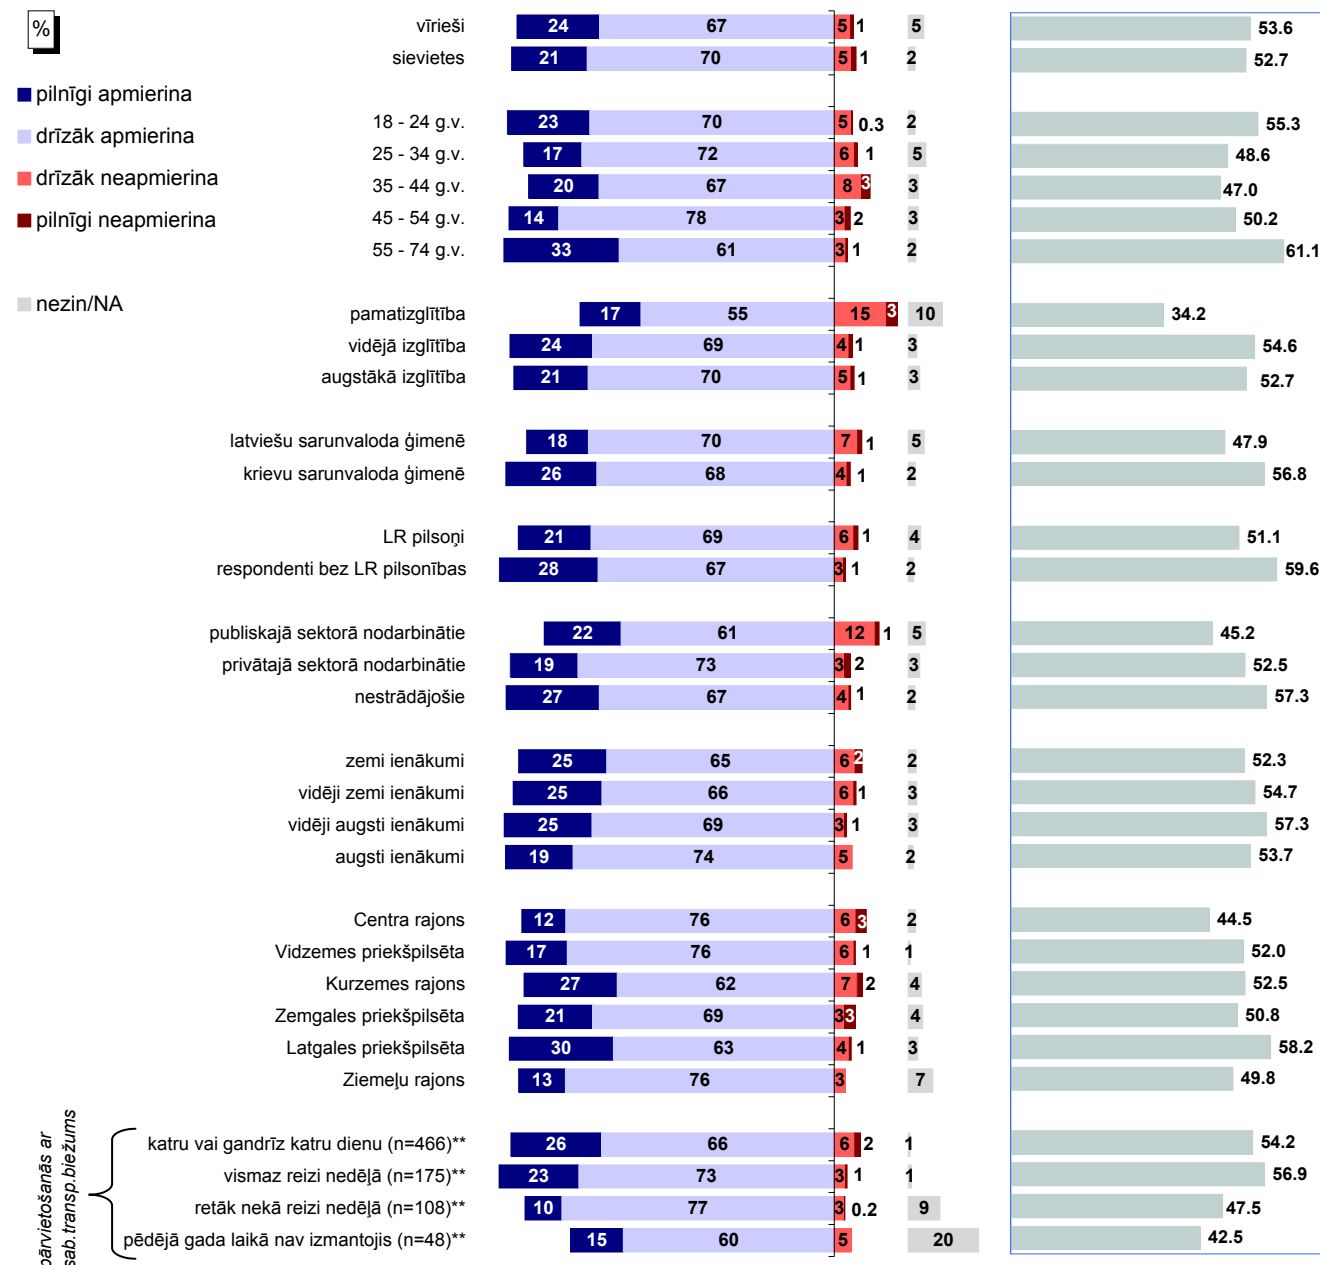 %
pilnīgi apmierina
drīzāk apmierina
drīzāk neapmierina
pilnīgi neapmierina
nezin/NA
vīrieši 24 67 5 1 5 53.6
sievietes 21 70 5 1 2 52.7
18 - 24 g.v. 23 70 5 0.3 2 55.3
25 - 34 g.v. 17 72 6 1 5 48.6
35 - 44 g.v. 20 67 8 3 3 47.0
45 - 54 g.v. 14 78 3 2 3 50.2
55 - 74 g.v. 33 61 3 1 2 61.1
pamatizglītība 17 55 15 3 10 34.2
vidējā izglītība 24 69 4 1 3 54.6
augstākā izglītība 21 70 5 1 3 52.7
latviešu sarunvaloda ģimenē 18 70 7 1 5 47.9
krievu sarunvaloda ģimenē 26 68 4 1 2 56.8
LR pilsoņi 21 69 6 1 4 51.1
respondenti bez LR pilsonības 28 67 3 1 2 59.6
publiskajā sektorā nodarbinātie 22 61 12 1 5 45.2
privātajā sektorā nodarbinātie 19 73 3 2 3 52.5
nestrādājošie 27 67 4 1 2 57.3
zemi ienākumi 25 65 6 2 2 52.3
vidēji zemi ienākumi 25 66 6 1 3 54.7
vidēji augsti ienākumi 25 69 3 1 3 57.3
augsti ienākumi 19 74 5 2 53.7
Centra rajons 12 76 6 3 2 44.5
Vidzemes priekšpilsēta 17 76 6 1 1 52.0
Kurzemes rajons 27 62 7 2 4 52.5
Zemgales priekšpilsēta 21 69 3 3 4 50.8
Latgales priekšpilsēta 30 63 4 1 3 58.2
Ziemeļu rajons 13 76 3 7 49.8
pārvietošanās ar
sab.transp.biežums
katru vai gandrīz katru dienu (n=466)** 26 66 6 2 1 54.2
vismaz reizi nedēļā (n=175)** 23 73 3 1 1 56.9
retāk nekā reizi nedēļā (n=108)** 10 77 3 0.2 9 47.5
pēdējā gada laikā nav izmantojis (n=48)** 15 60 5 20 42.5